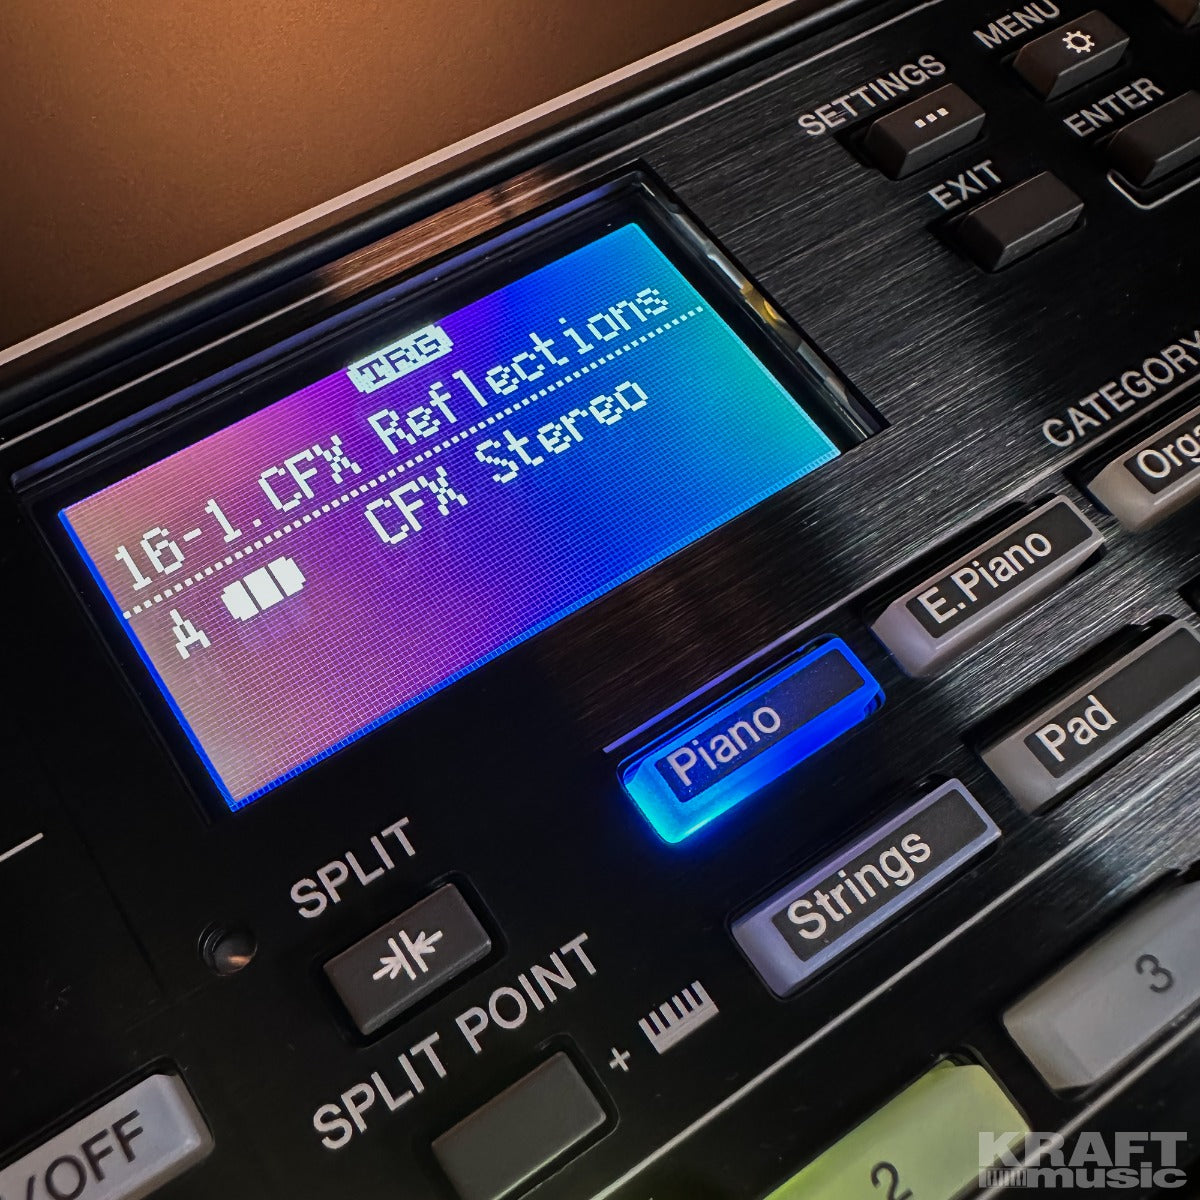 MENU
SETTINGS
ENTER
EXIT
IRG
16-1.CFX Reflections
CFX Stereo
CATEGORY
E.Piano
Piano
Pad
Strings
SPLIT
SPLIT POINT
+
3
2
/OFF
KRAFT
music